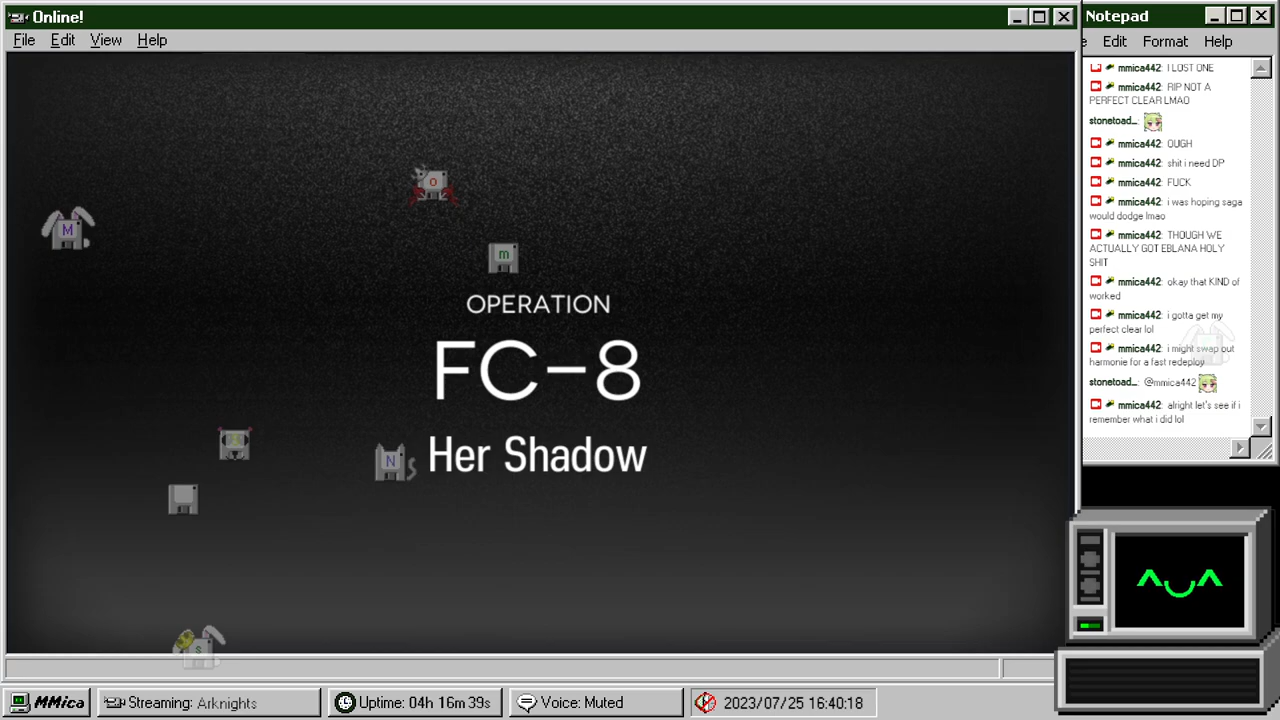 Online!
File Edit View Help
M
o
m
OPERATION
FC-8
Her Shadow
N
s
Notepad
Edit Format Help
mmica442: I LOST ONE
mmica442: RIP NOT A
PERFECT CLEAR LMAO
stonetoad_:
mmica442: OUGH
mmica442: shit i need DP
mmica442: FUCK
mmica442: i was hoping saga
would dodge lmao
mmica442: THOUGH WE
ACTUALLY GOT EBLANA HOLY
SHIT
mmica442: okay that KIND of
worked
mmica442: i gotta get my
perfect clear lol
mmica442: i might swap out
harmonie for a fast redeploy
stonetoad_: @mmica442
mmica442: alright let's see if i
remember what i did lol
MMica
Streaming: Arknights
Uptime: 04h 16m 39s
Voice: Muted
2023/07/25 16:40:18